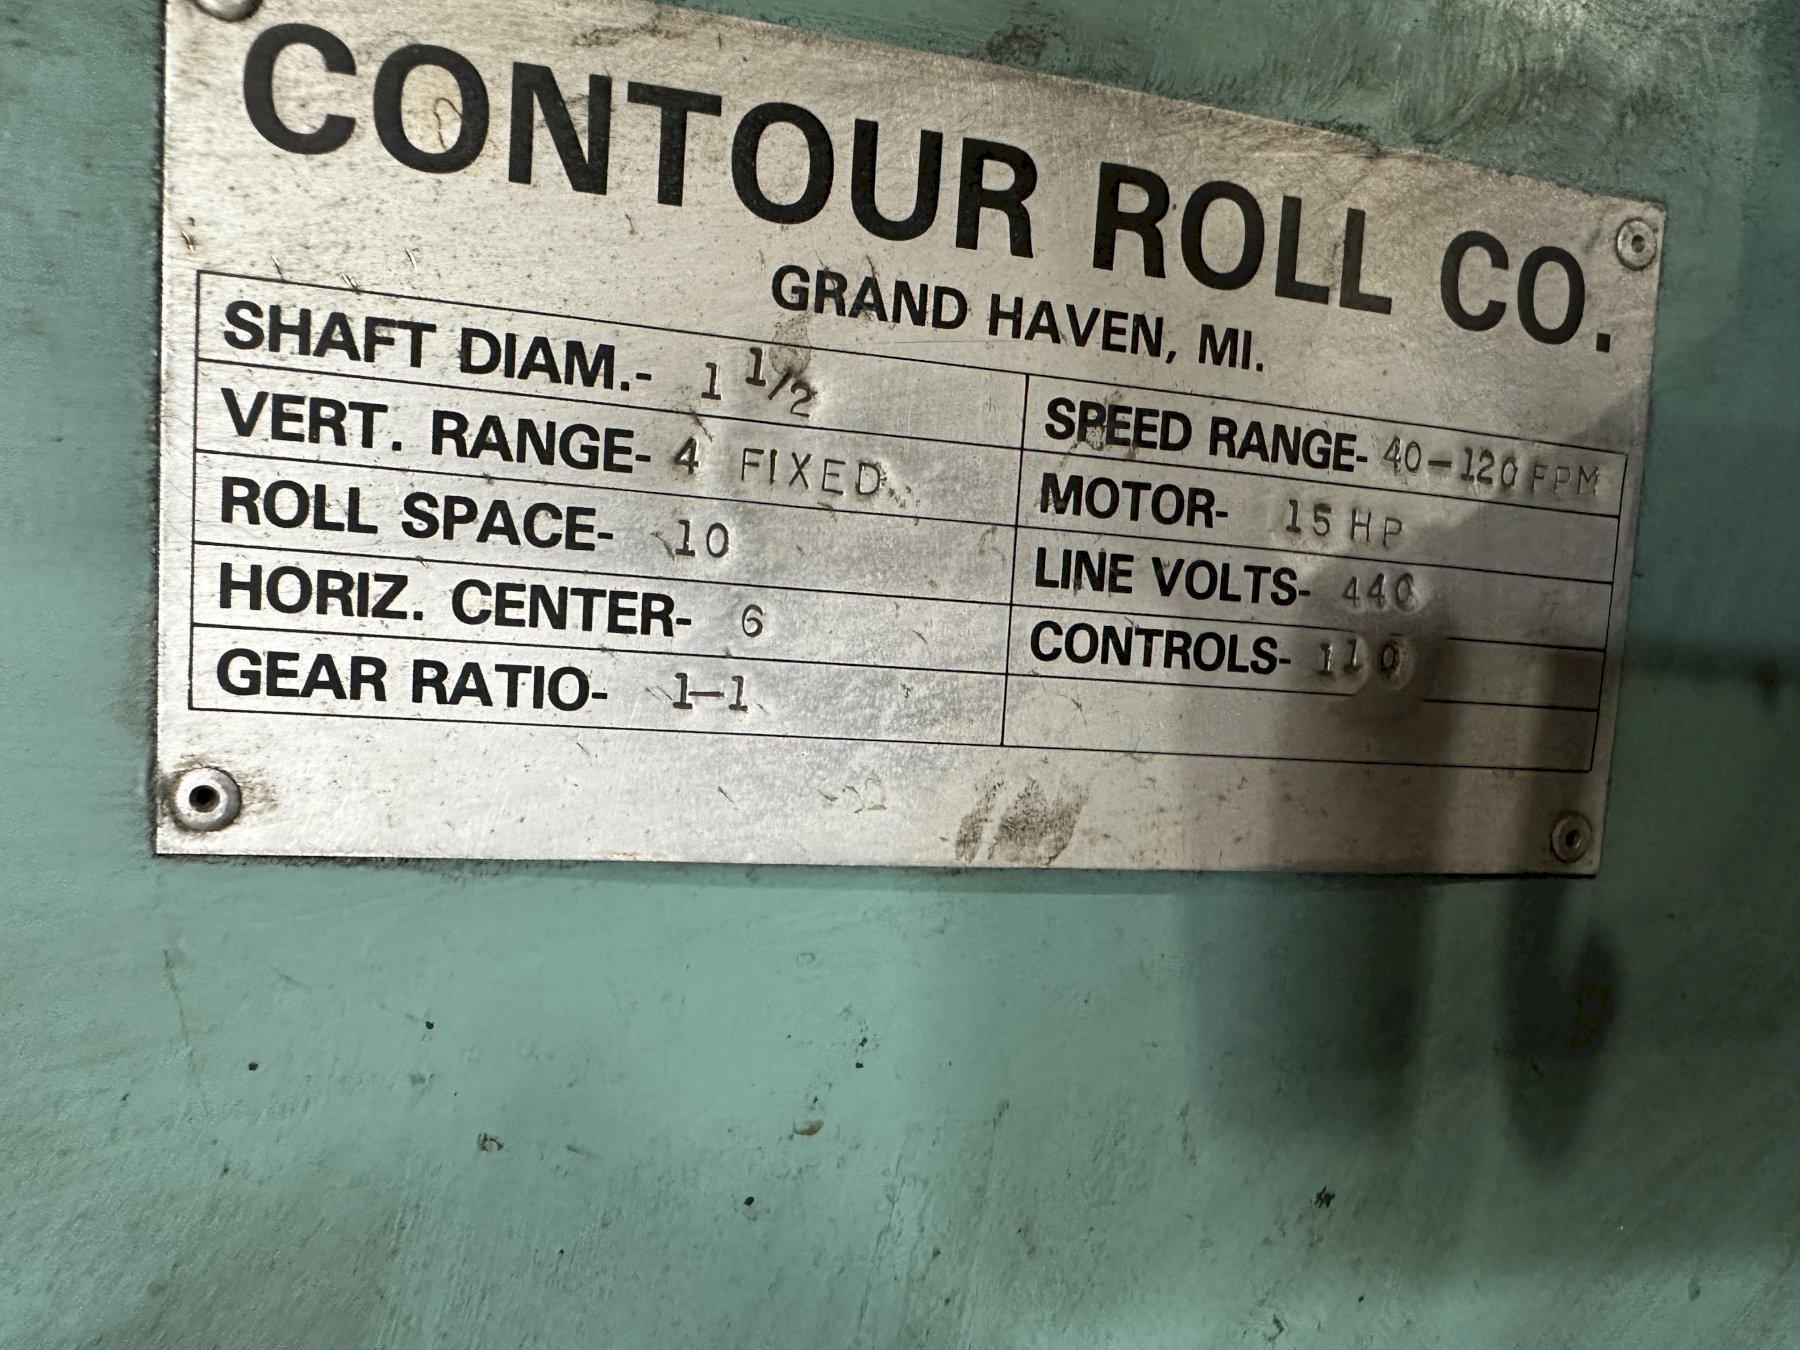 CONTOUR ROLL CO.
GRAND HAVEN, MI.
SHAFT DIAM.- 1 1/2
VERT. RANGE- 4 FIXED
ROLL SPACE- 10
HORIZ. CENTER- 6
GEAR RATIO- 1-1
SPEED RANGE- 40-120 FPM
MOTOR- 15 HP
LINE VOLTS- 440
CONTROLS- 110